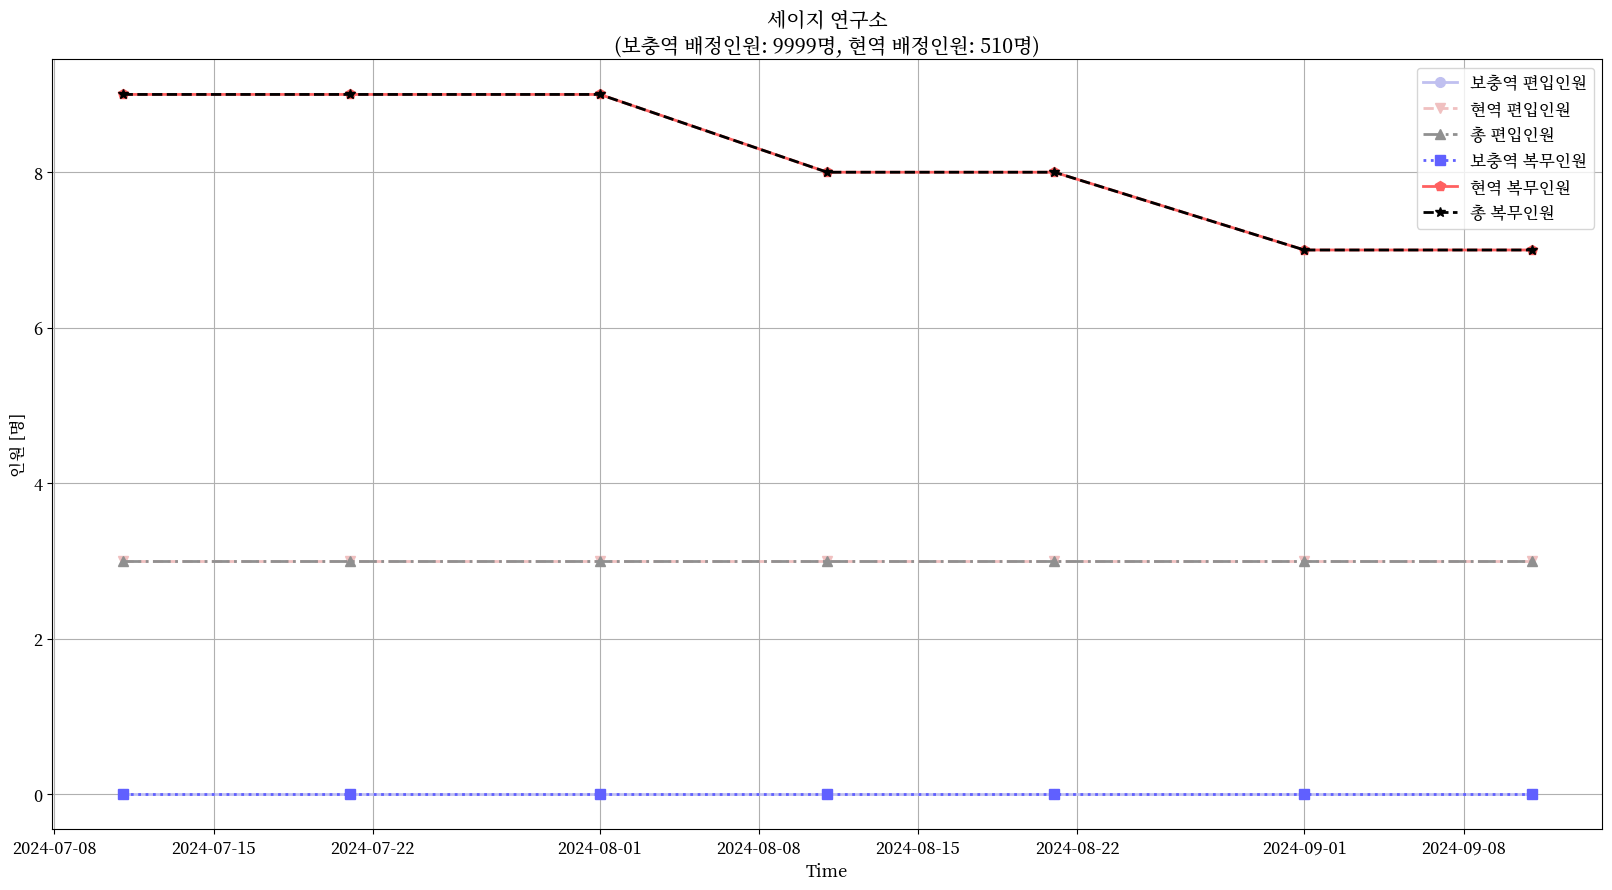 세이지 연구소
(보충역 배정인원: 9999명, 현역 배정인원: 510명)
보충역 편입인원
현역 편입인원
총 편입인원
보충역 복무인원
현역 복무인원
총 복무인원
인원 [명]
8
6
4
2
0
2024-07-08 2024-07-15 2024-07-22 2024-08-01 2024-08-08 2024-08-15 2024-08-22 2024-09-01 2024-09-08
Time